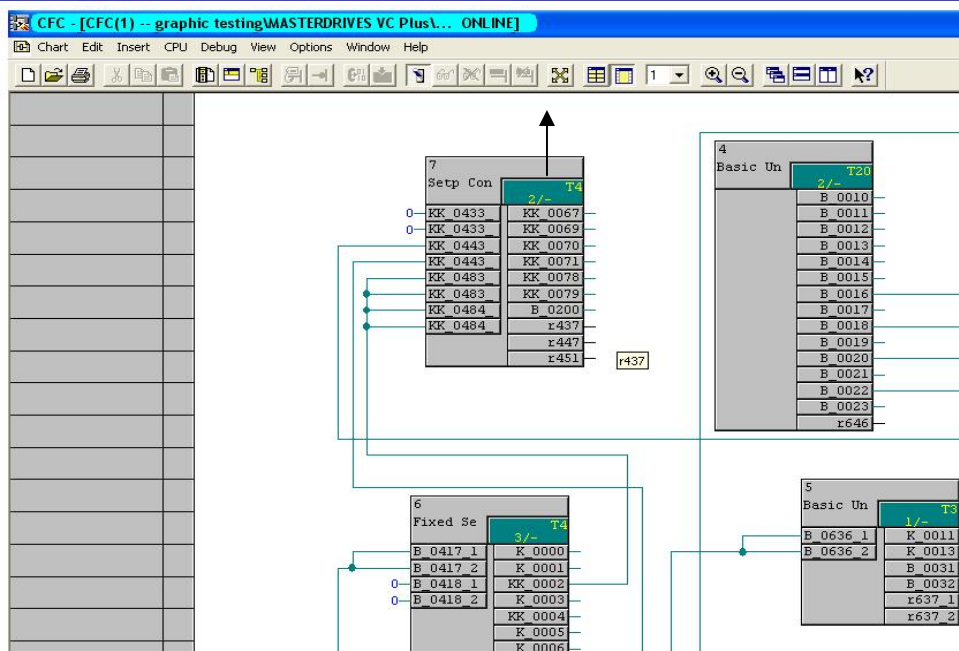 CFC - [CFC(1) -- graphic testing\MASTERDRIVES VC Plus\... ONLINE]
Chart Edit Insert CPU Debug View Options Window Help
1
7
Setp Con
T4
2/-
0 KK_0433_ KK_0067
0 KK_0433_ KK_0069
KK_0443_ KK_0070
KK_0443_ KK_0071
KK_0483_ KK_0078
KK_0483_ KK_0079
KK_0484_ B_0200
KK_0484_ r437
r447
r451
r437
4
Basic Un
T20
2/-
B_0010
B_0011
B_0012
B_0013
B_0014
B_0015
B_0016
B_0017
B_0018
B_0019
B_0020
B_0021
B_0022
B_0023
r646
6
Fixed Se
T4
3/-
B_0417_1 K_0000
B_0417_2 K_0001
0 B_0418_1 KK_0002
0 B_0418_2 K_0003
KK_0004
K_0005
K_0006
5
Basic Un
T3
1/-
B_0636_1 K_0011
B_0636_2 K_0013
B_0031
B_0032
r637_1
r637_2